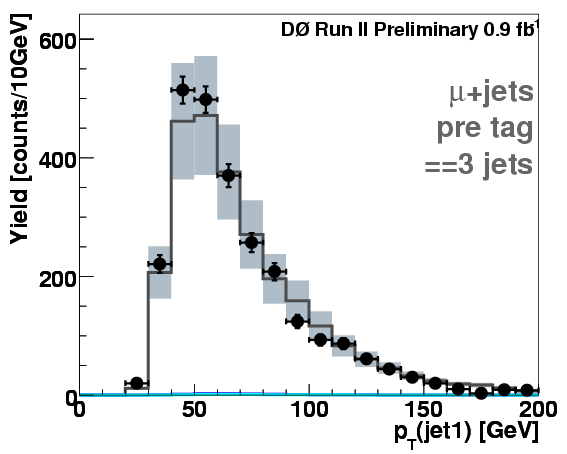 DØ Run II Preliminary 0.9 fb⁻¹
μ+jets
pre tag
==3 jets
Yield [counts/10GeV]
600
400
200
0
0 50 100 150 200
p_T(jet1) [GeV]